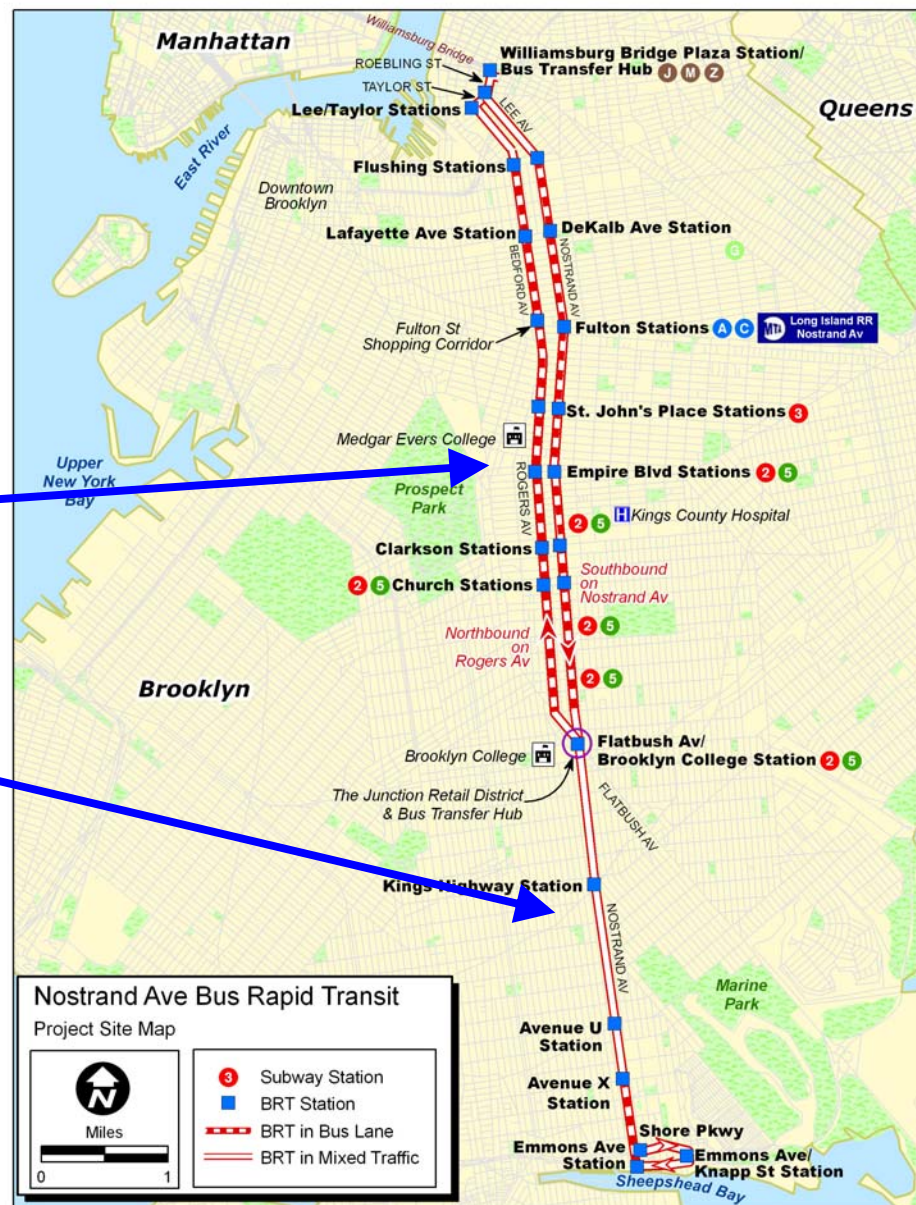 Manhattan
Williamsburg Bridge
Williamsburg Bridge Plaza Station/
Bus Transfer Hub J M Z
ROEBLING ST
TAYLOR ST
Lee/Taylor Stations
LEE AV
Queens
East River
Flushing Stations
Downtown
Brooklyn
Lafayette Ave Station
DeKalb Ave Station
G
BEDFORD AV
NOSTRAND AV
Fulton St
Shopping Corridor
Fulton Stations A C MTA Long Island RR
Nostrand Av
St. John's Place Stations 3
Medgar Evers College
Upper
New York
Bay
Prospect
Park
ROGERS AV
Empire Blvd Stations 2 5
2 5 H Kings County Hospital
Clarkson Stations
2 5 Church Stations
Southbound
on
Nostrand Av
2 5
Northbound
on
Rogers Av
2 5
Brooklyn
Brooklyn College
Flatbush Av/
Brooklyn College Station 2 5
The Junction Retail District
& Bus Transfer Hub
FLATBUSH AV
Kings Highway Station
NOSTRAND AV
Marine
Park
Avenue U
Station
Avenue X
Station
Shore Pkwy
Emmons Ave
Station
Emmons Ave/
Knapp St Station
Sheepshead Bay
Nostrand Ave Bus Rapid Transit
Project Site Map
N
Miles
0 1
3 Subway Station
BRT Station
BRT in Bus Lane
BRT in Mixed Traffic